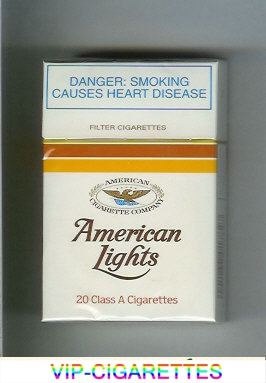 DANGER: SMOKING
CAUSES HEART DISEASE
FILTER CIGARETTES
AMERICAN
CIGARETTE COMPANY
American
Lights
20 Class A Cigarettes
VIP-CIGARETTES